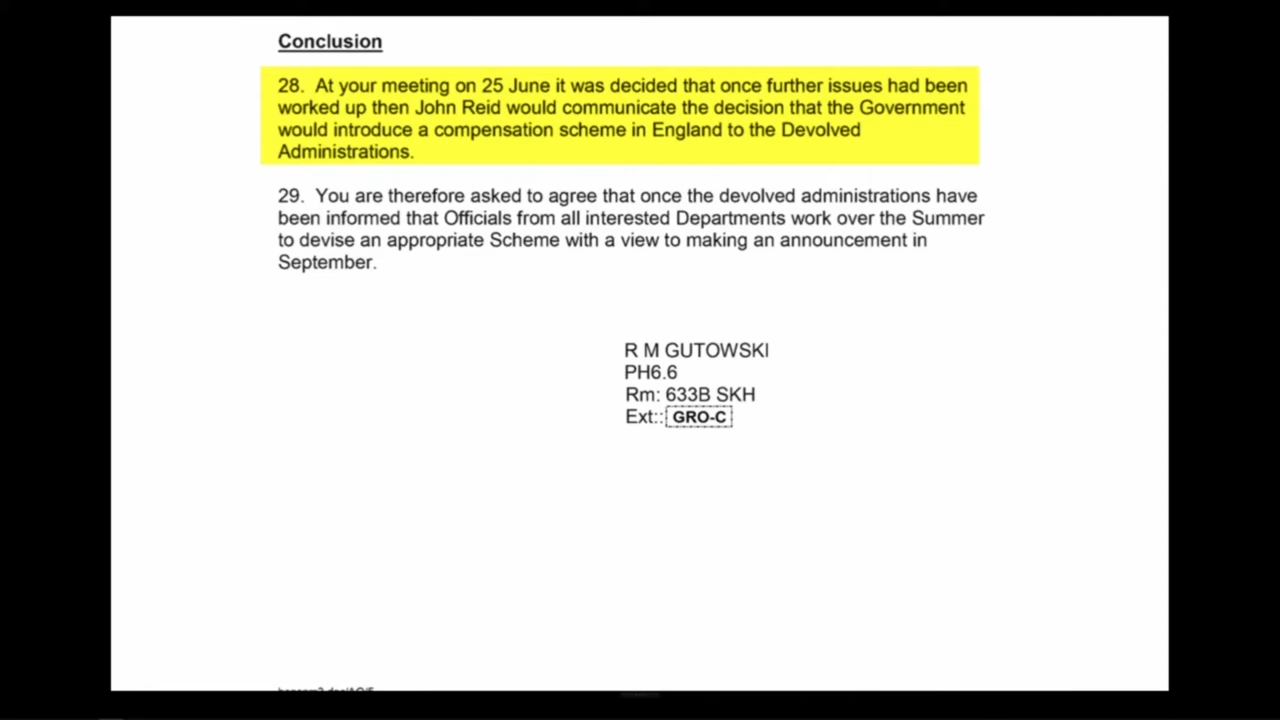 Conclusion
28. At your meeting on 25 June it was decided that once further issues had been
worked up then John Reid would communicate the decision that the Government
would introduce a compensation scheme in England to the Devolved
Administrations.
29. You are therefore asked to agree that once the devolved administrations have
been informed that Officials from all interested Departments work over the Summer
to devise an appropriate Scheme with a view to making an announcement in
September.
R M GUTOWSKI
PH6.6
Rm: 633B SKH
Ext:: GRO-C